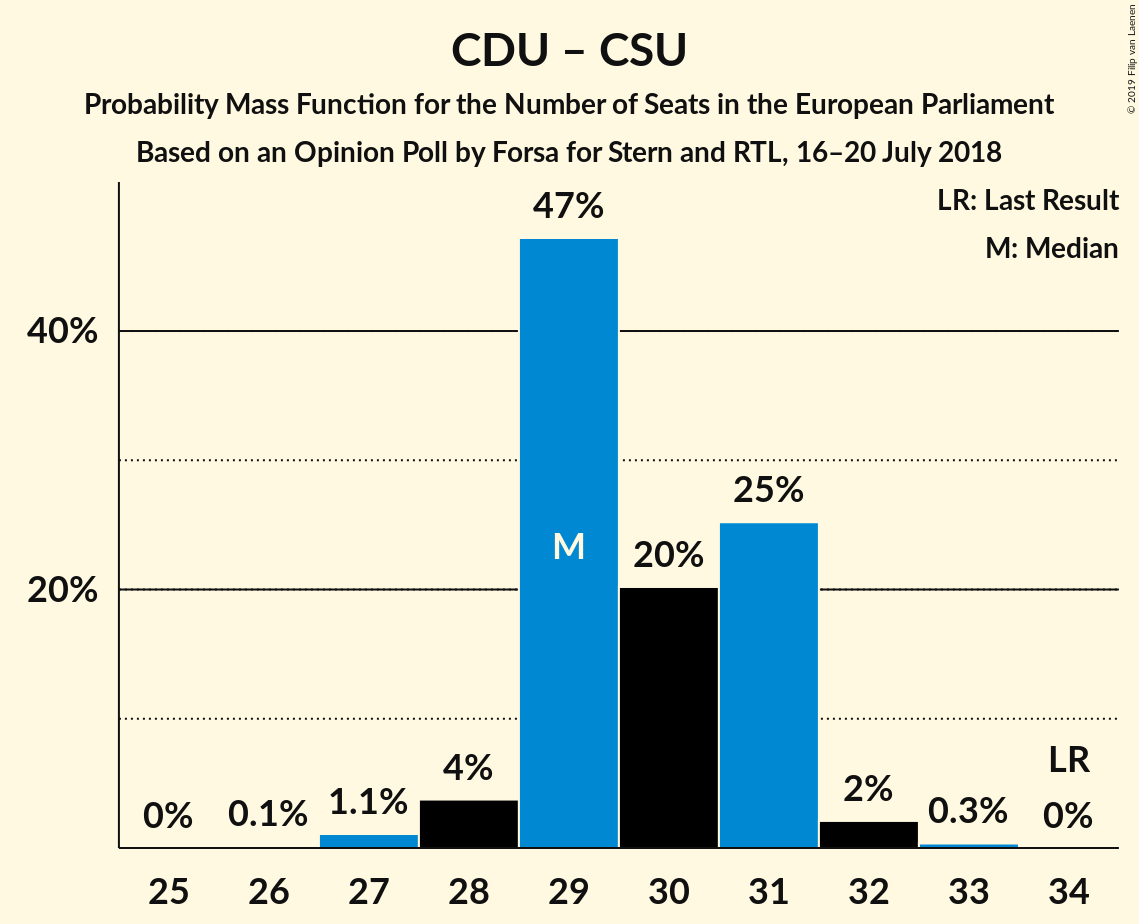 CDU – CSU
Probability Mass Function for the Number of Seats in the European Parliament
Based on an Opinion Poll by Forsa for Stern and RTL, 16–20 July 2018
© 2019 Filip van Laenen
LR: Last Result
M: Median
47%
40%
25%
20%
M
20%
4%
2%
LR
0%
0.1%
1.1%
0.3%
0%
25 26 27 28 29 30 31 32 33 34